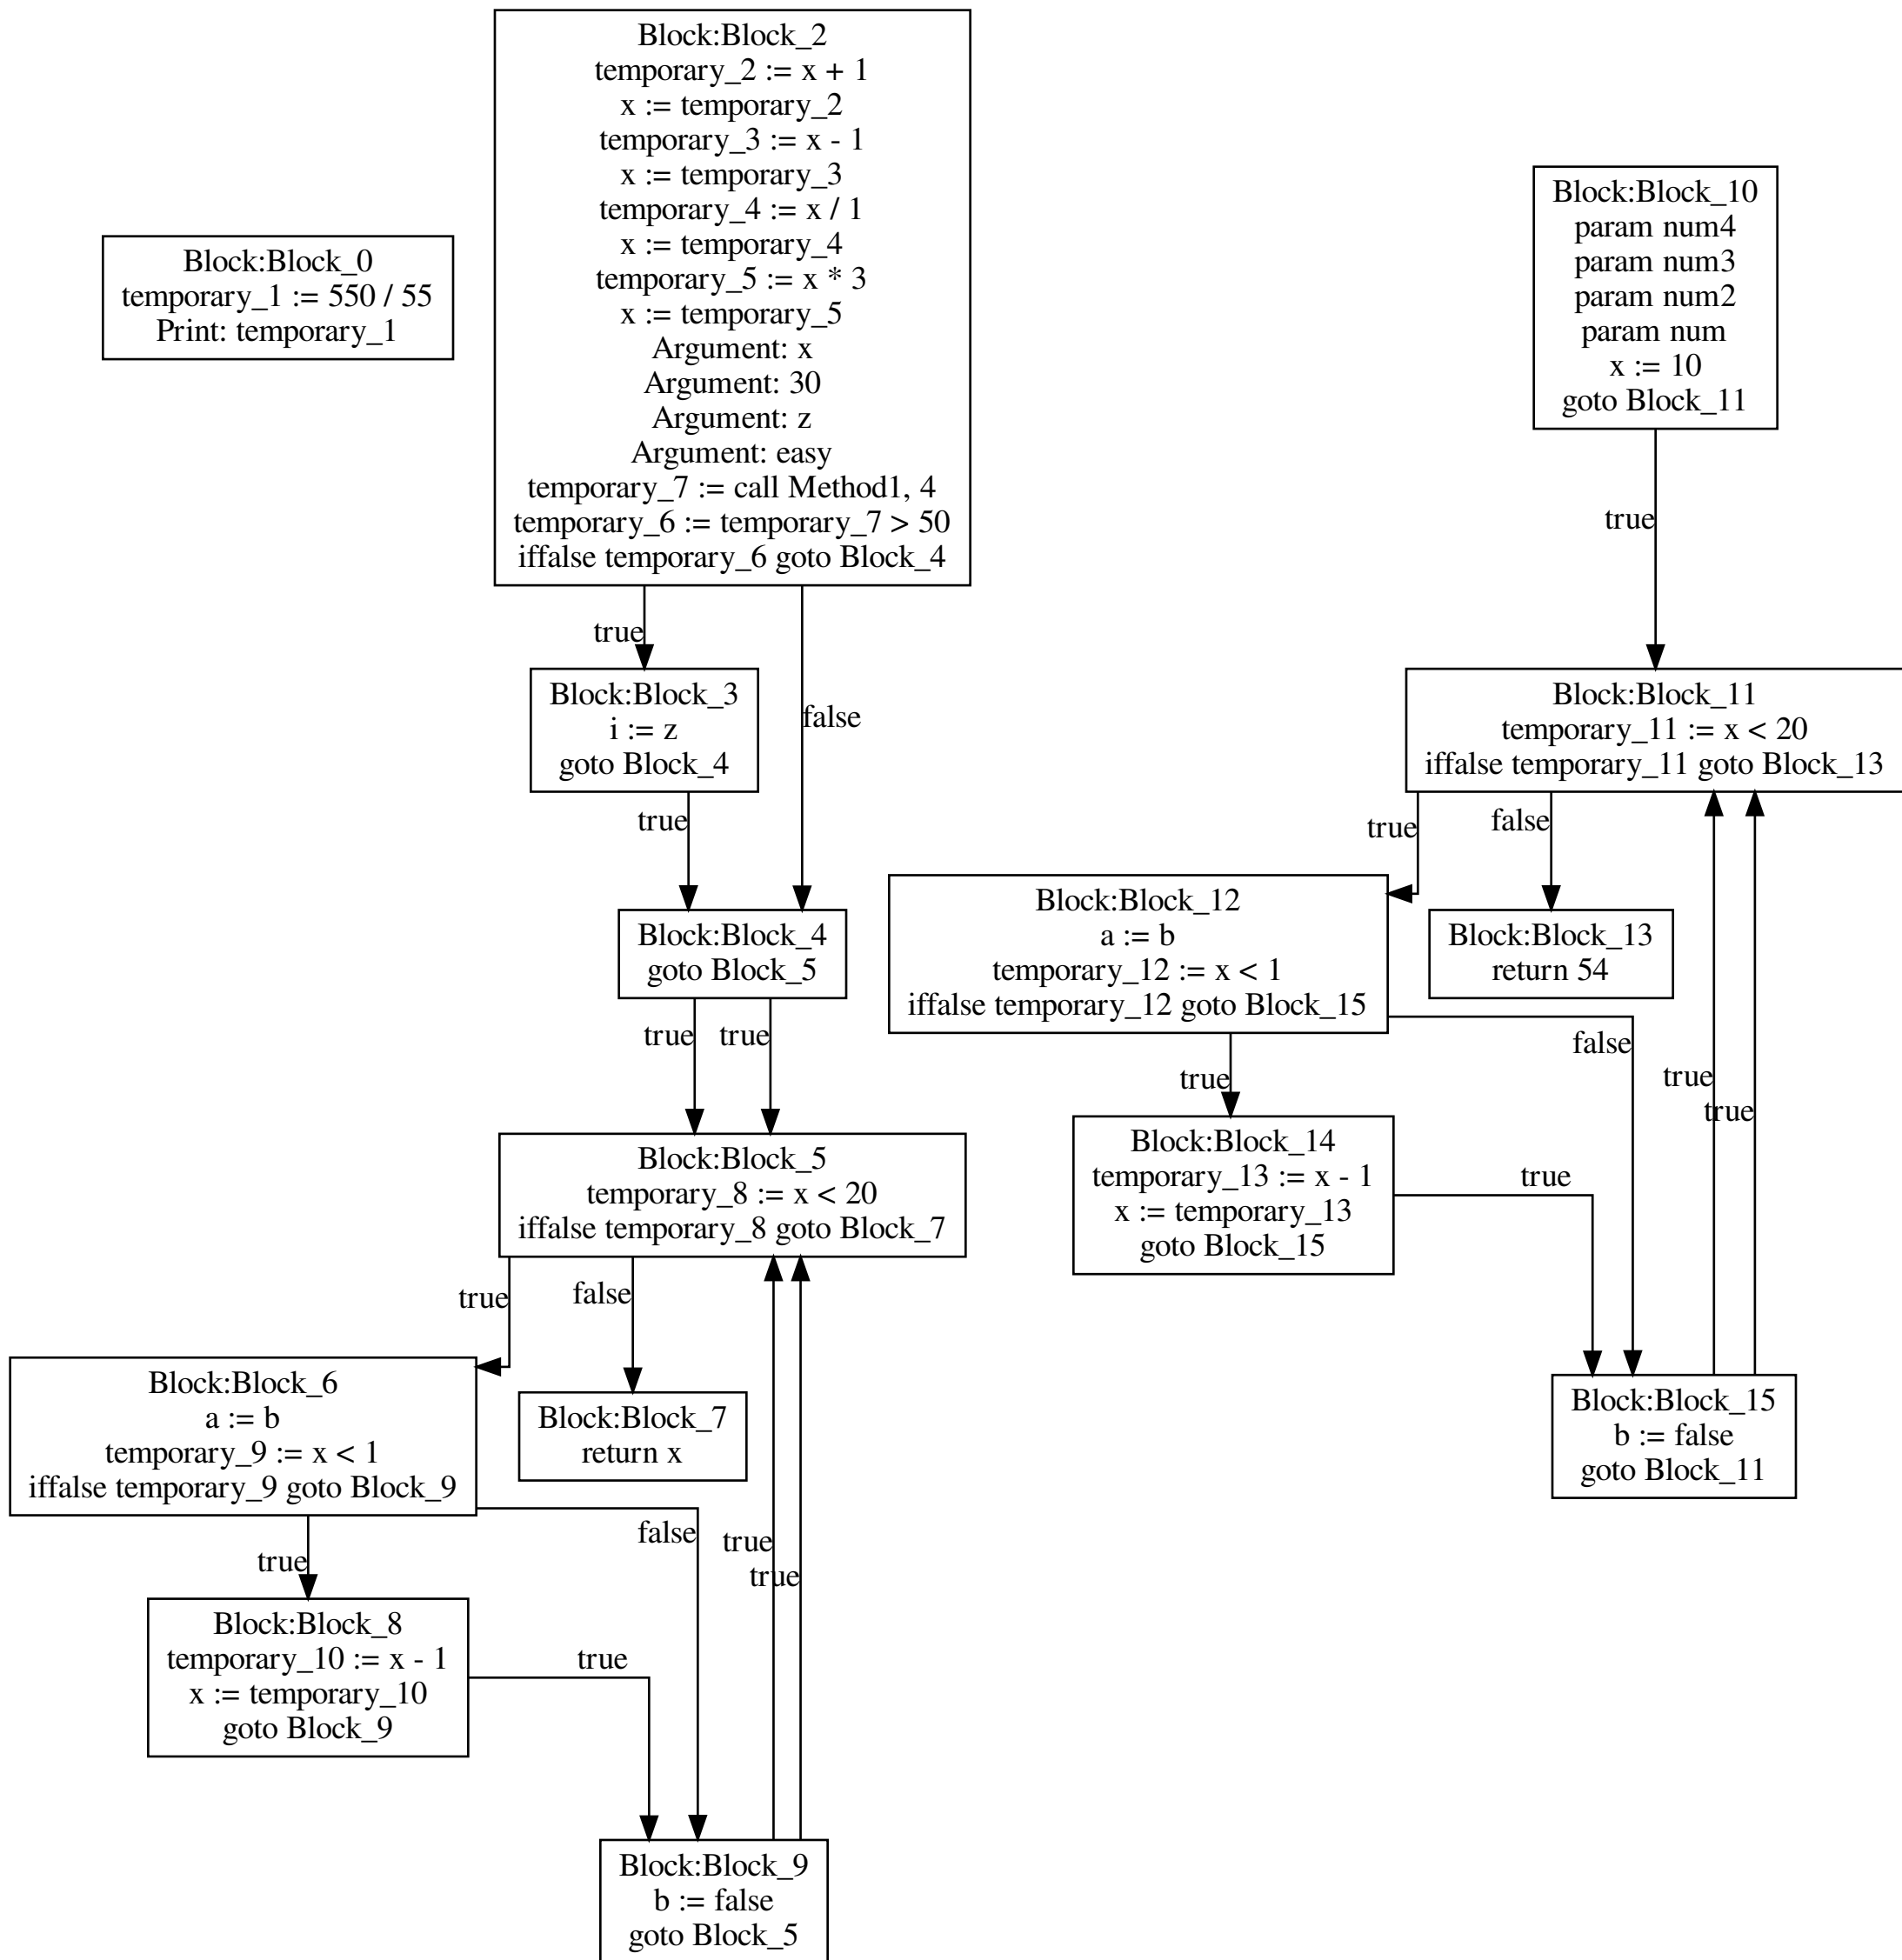 Block:Block_2
temporary_2 := x + 1
x := temporary_2
temporary_3 := x - 1
x := temporary_3
temporary_4 := x / 1
x := temporary_4
temporary_5 := x * 3
x := temporary_5
Argument: x
Argument: 30
Argument: z
Argument: easy
temporary_7 := call Method1, 4
temporary_6 := temporary_7 > 50
iffalse temporary_6 goto Block_4
Block:Block_0
temporary_1 := 550 / 55
Print: temporary_1
Block:Block_10
param num4
param num3
param num2
param num
x := 10
goto Block_11
true
true
false
Block:Block_3
i := z
goto Block_4
Block:Block_11
temporary_11 := x < 20
iffalse temporary_11 goto Block_13
true
true
false
Block:Block_4
goto Block_5
Block:Block_12
a := b
temporary_12 := x < 1
iffalse temporary_12 goto Block_15
Block:Block_13
return 54
true
true
true
false
true
true
Block:Block_5
temporary_8 := x < 20
iffalse temporary_8 goto Block_7
Block:Block_14
temporary_13 := x - 1
x := temporary_13
goto Block_15
true
true
false
Block:Block_6
a := b
temporary_9 := x < 1
iffalse temporary_9 goto Block_9
Block:Block_7
return x
Block:Block_15
b := false
goto Block_11
true
false
true
true
Block:Block_8
temporary_10 := x - 1
x := temporary_10
goto Block_9
true
Block:Block_9
b := false
goto Block_5